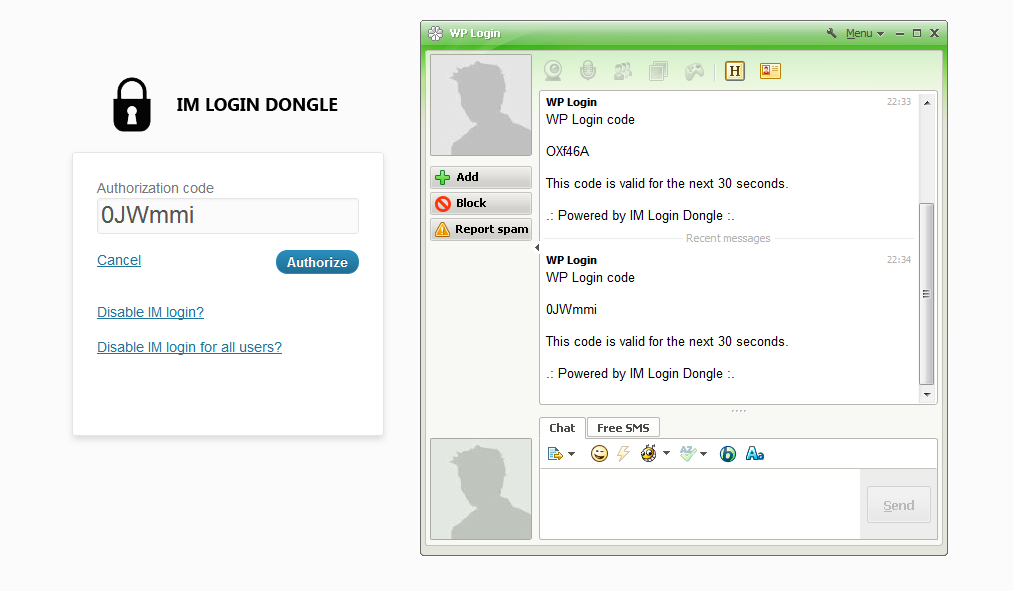 IM LOGIN DONGLE
Authorization code
0JWmmi
Cancel
Authorize
Disable IM login?
Disable IM login for all users?
WP Login
Menu
H
Add
Block
Report spam
WP Login 22:33
WP Login code
OXf46A
This code is valid for the next 30 seconds.
.: Powered by IM Login Dongle :.
Recent messages
WP Login 22:34
WP Login code
0JWmmi
This code is valid for the next 30 seconds.
.: Powered by IM Login Dongle :.
Chat
Free SMS
AZ
b
Aa
Send